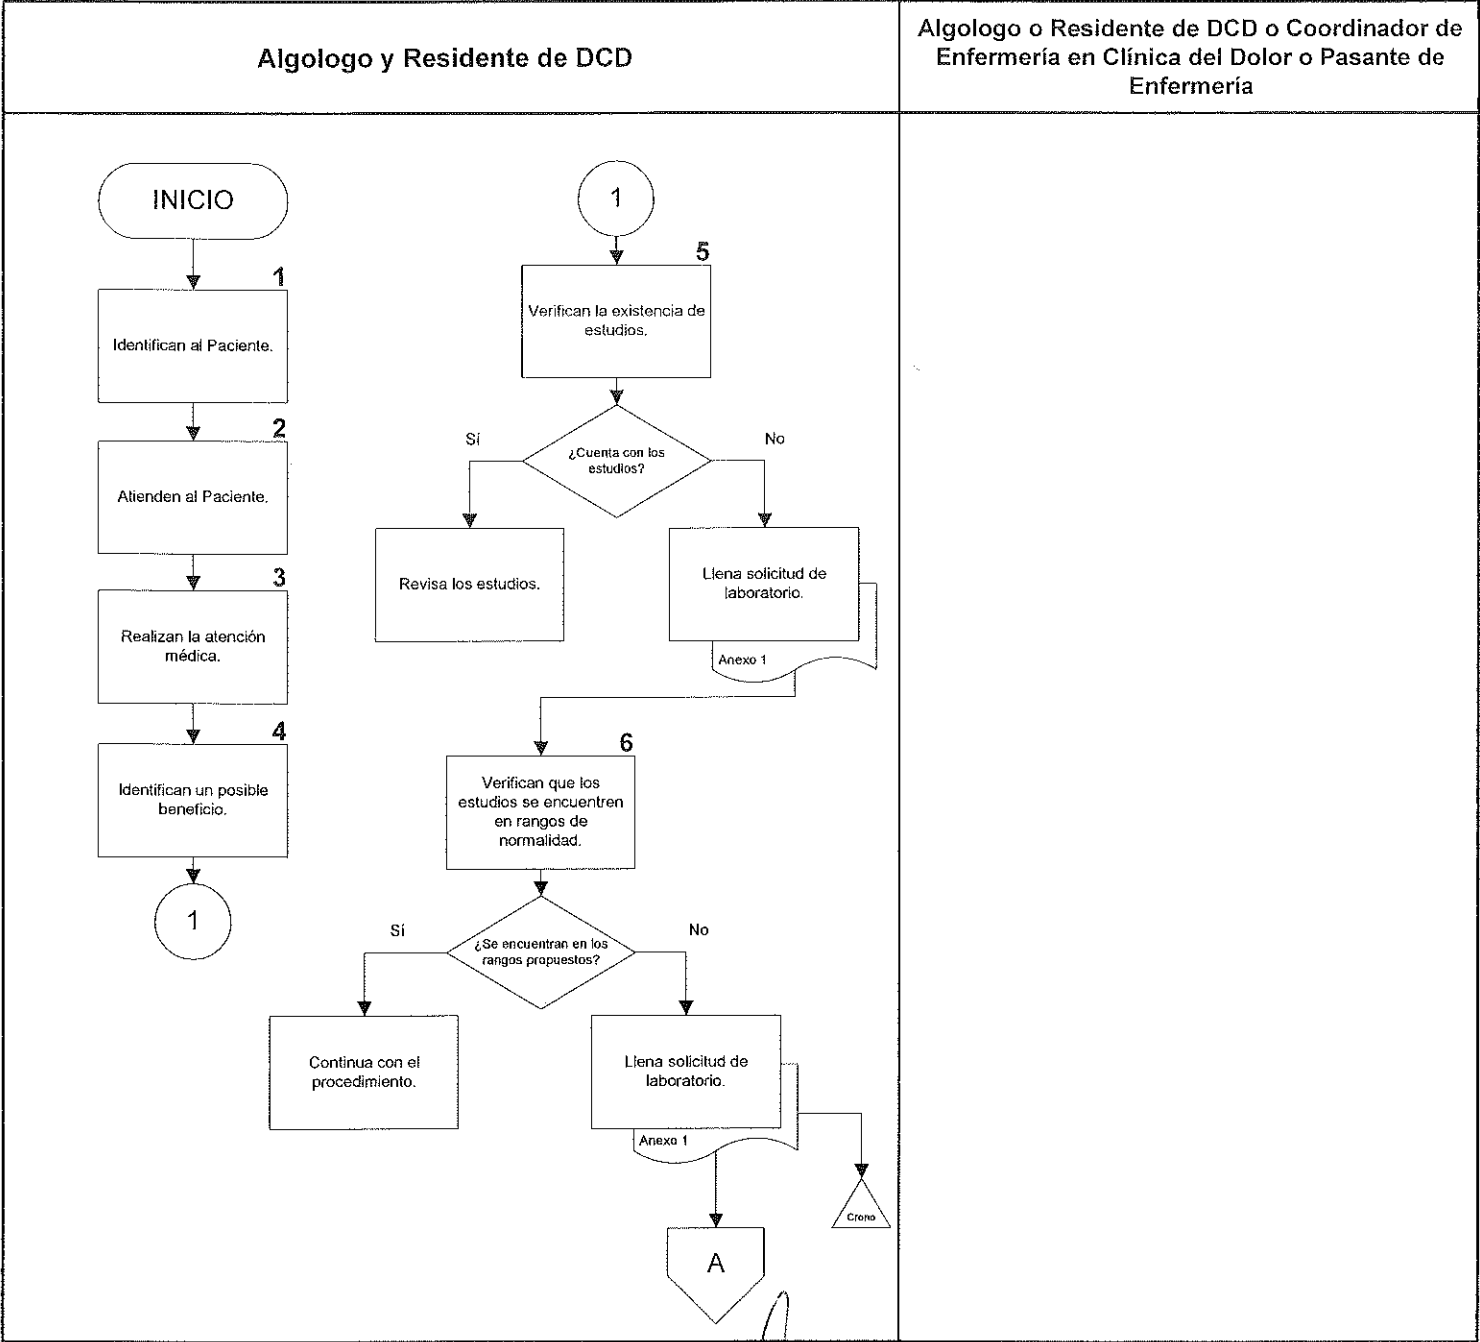 Algologo y Residente de DCD
Algologo o Residente de DCD o Coordinador de
Enfermería en Clínica del Dolor o Pasante de
Enfermería
INICIO
1
Identifican al Paciente.
2
Atienden al Paciente.
3
Realizan la atención
médica.
4
Identifican un posible
beneficio.
1
1
5
Verifican la existencia de
estudios.
¿Cuenta con los
estudios?
Sí
No
Revisa los estudios.
Llena solicitud de
laboratorio.
Anexo 1
6
Verifican que los
estudios se encuentren
en rangos de
normalidad.
¿Se encuentran en los
rangos propuestos?
Sí
No
Continua con el
procedimiento.
Llena solicitud de
laboratorio.
Anexo 1
Crono
A